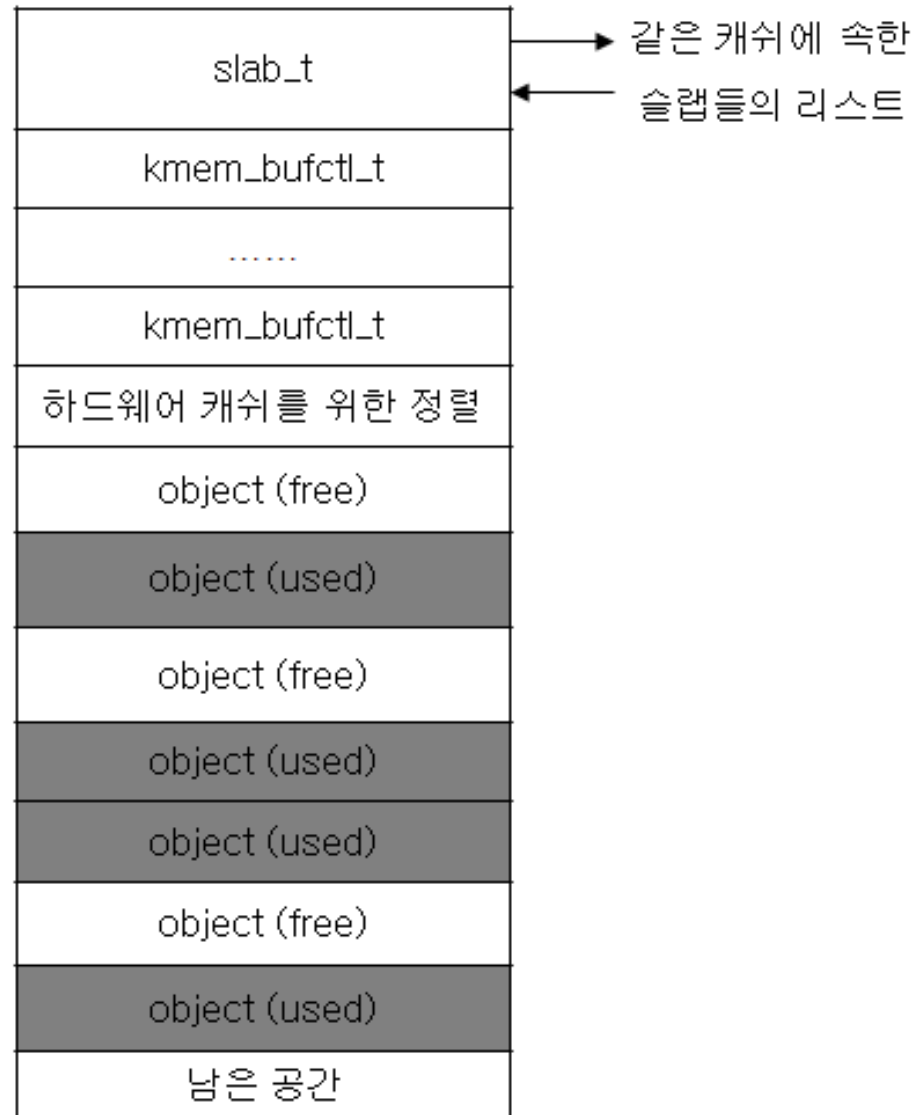 slab_t
같은 캐쉬에 속한
슬랩들의 리스트
kmem_bufctl_t
......
kmem_bufctl_t
하드웨어 캐쉬를 위한 정렬
object (free)
object (used)
object (free)
object (used)
object (used)
object (free)
object (used)
남은 공간